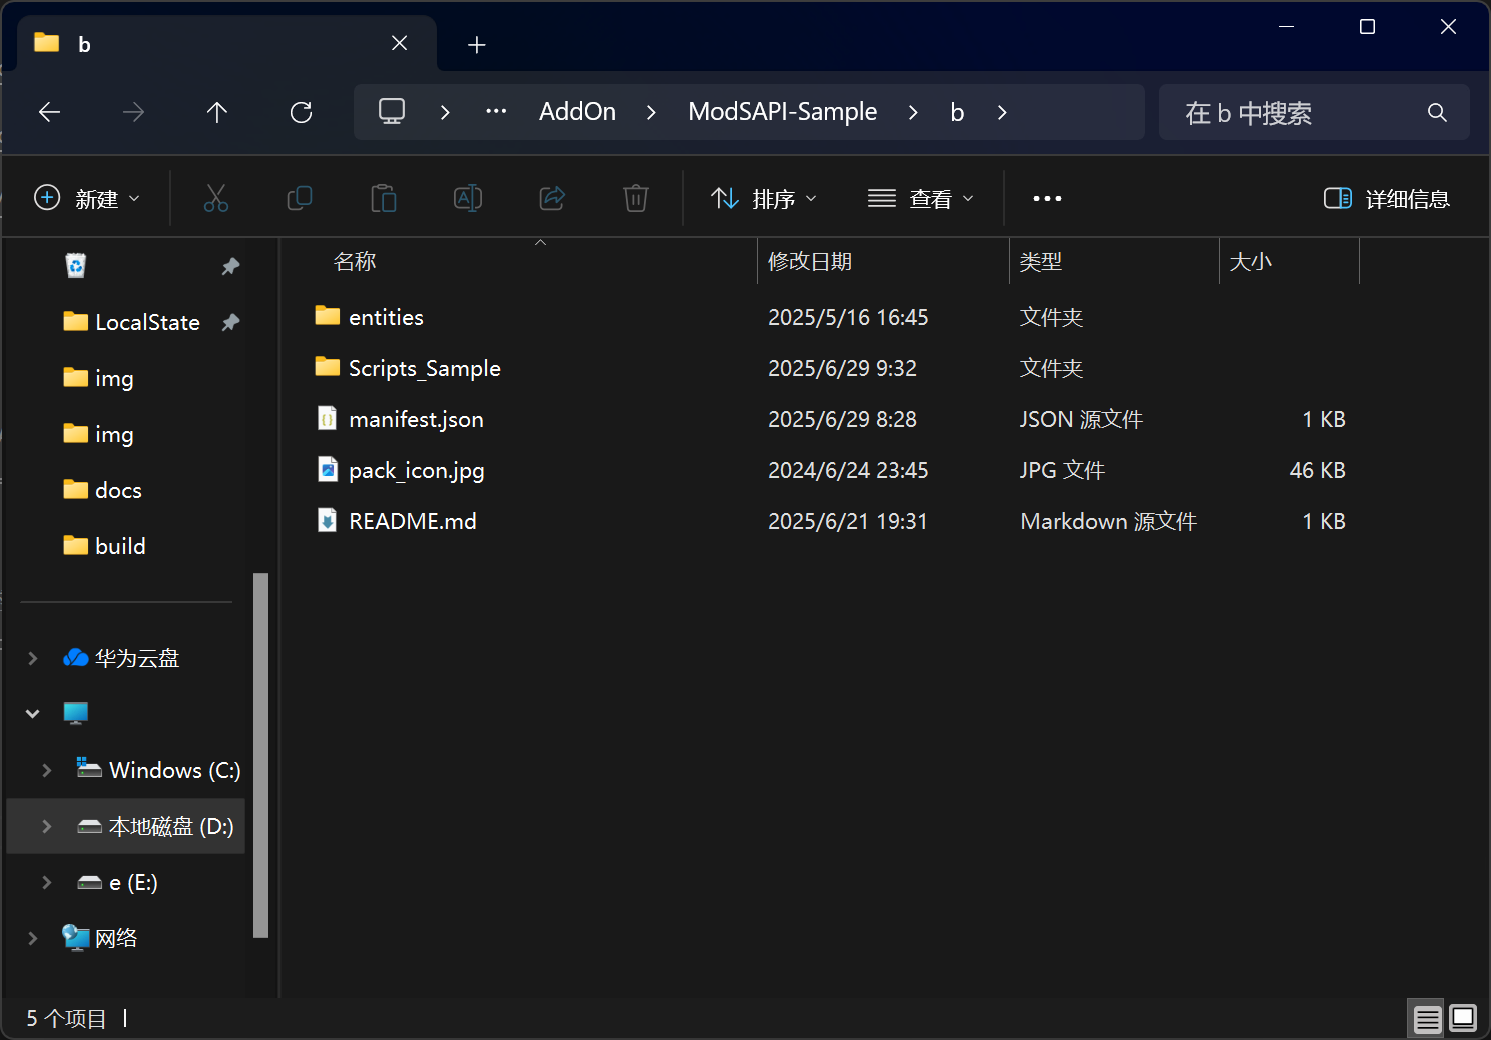 b
AddOn ModSAPI-Sample b
在 b 中搜索
新建 排序 查看 详细信息
名称 修改日期 类型 大小
entities 2025/5/16 16:45 文件夹
Scripts_Sample 2025/6/29 9:32 文件夹
manifest.json 2025/6/29 8:28 JSON 源文件 1 KB
pack_icon.jpg 2024/6/24 23:45 JPG 文件 46 KB
README.md 2025/6/21 19:31 Markdown 源文件 1 KB
LocalState
img
img
docs
build
华为云盘
Windows (C:)
本地磁盘 (D:)
e (E:)
网络
5 个项目